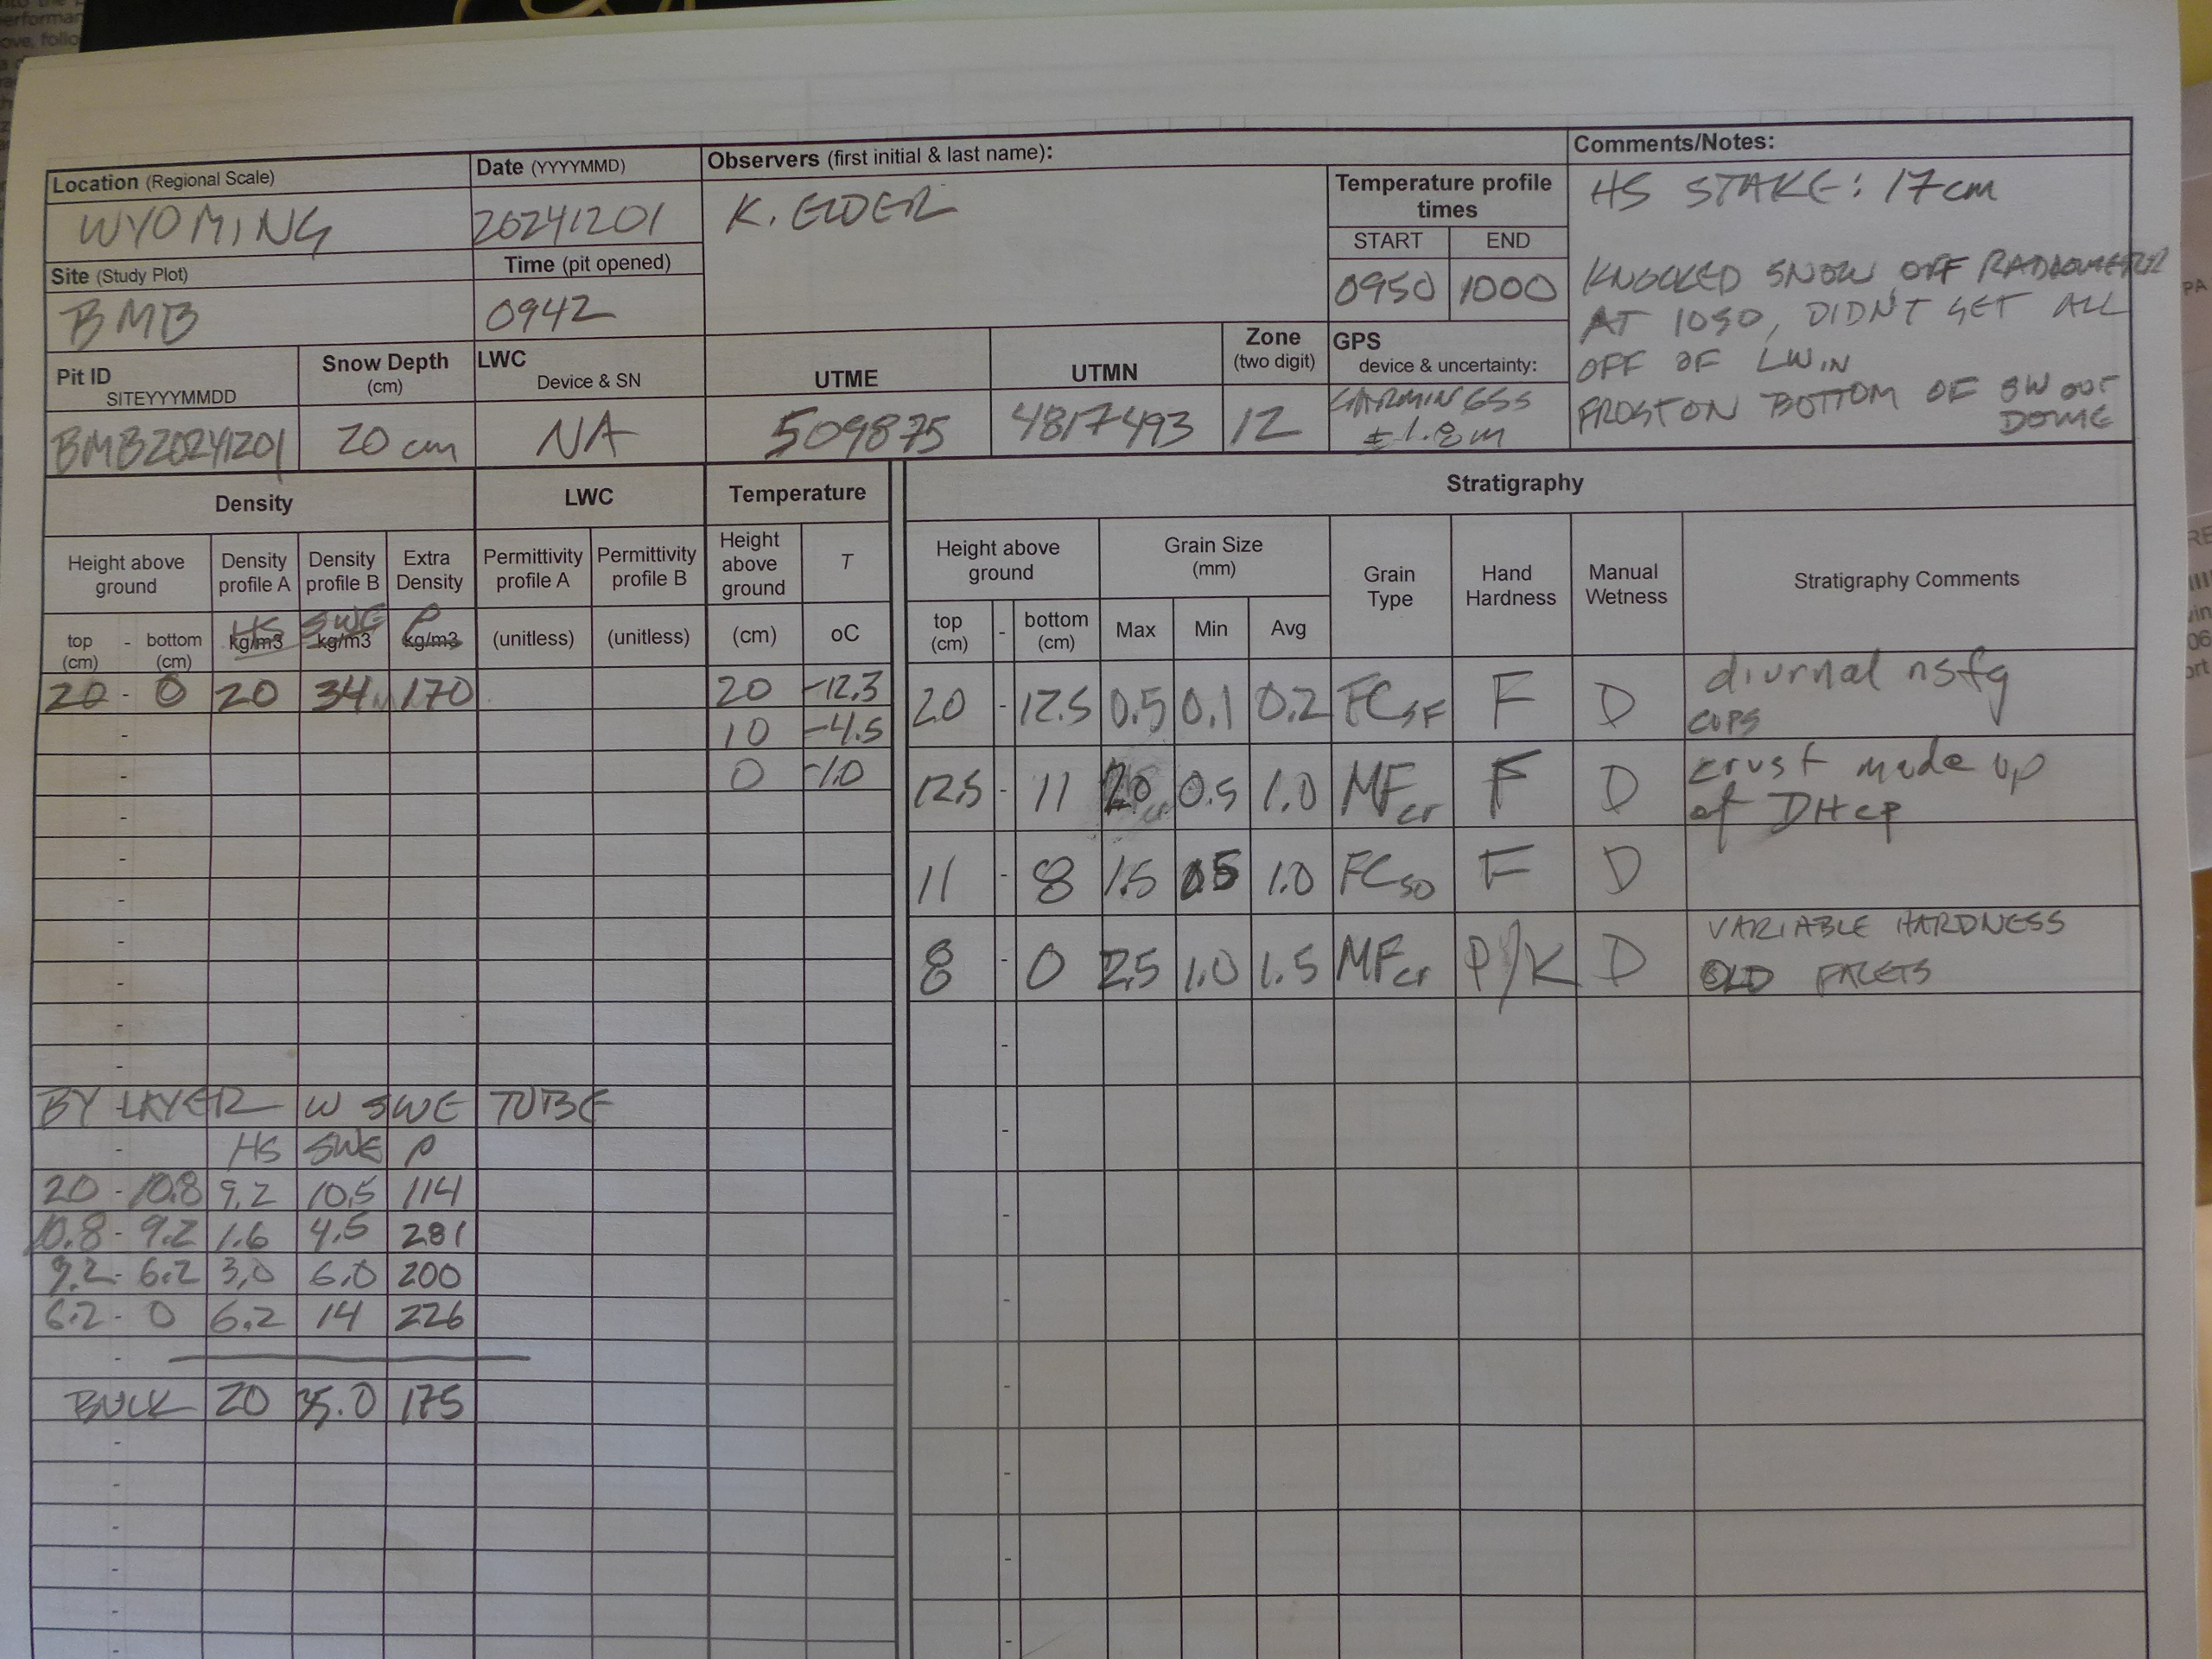 Location (Regional Scale)
WYOMING
Date (YYYYMMD)
20241201
Observers (first initial & last name):
K. ELDER
Temperature profile times
START END
0950 1000
Comments/Notes:
HS STAKE: 17cm
KNOCKED SNOW OFF RADIOMETER
AT 1050, DIDN'T GET ALL
OFF OF LWIN
FROST ON BOTTOM OF SW OUT
DOME
Site (Study Plot)
BMB
Time (pit opened)
0942
Pit ID
SITEYYYMMDD
BMB20241201
Snow Depth
(cm)
20 cm
LWC
Device & SN
NA
UTME
509875
UTMN
4817493
Zone
(two digit)
12
GPS
device & uncertainty:
GARMIN GSS
± 1.8 m
Density LWC Temperature Stratigraphy
Height above ground
Density profile A
Density profile B
Extra Density
Permittivity profile A
Permittivity profile B
Height above ground
T
Height above ground
Grain Size
(mm)
Grain Type
Hand Hardness
Manual Wetness
Stratigraphy Comments
HS SWE ρ
top (cm) - bottom (cm) kg/m3 kg/m3 kg/m3 (unitless) (unitless) (cm) oC top (cm) - bottom (cm) Max Min Avg
20 - 0 20 34 170
20 -12.3
10 -4.5
0 -1.0
20 - 12.5 0.5 0.1 0.2 FCSF F D diurnal nsfg
cups
12.5 - 11 2.0 0.5 1.0 MFcr F D crust made up
of DHcp
11 - 8 1.5 0.5 1.0 FCSO F D
8 - 0 2.5 1.0 1.5 MFcr P/K D VARIABLE HARDNESS
OLD FACETS
BY LAYER W SWE TUBE
- HS SWE ρ
20 - 10.8 9.2 10.5 114
10.8 - 9.2 1.6 4.5 281
9.2 - 6.2 3.0 6.0 200
6.2 - 0 6.2 14 226
BULK 20 35.0 175